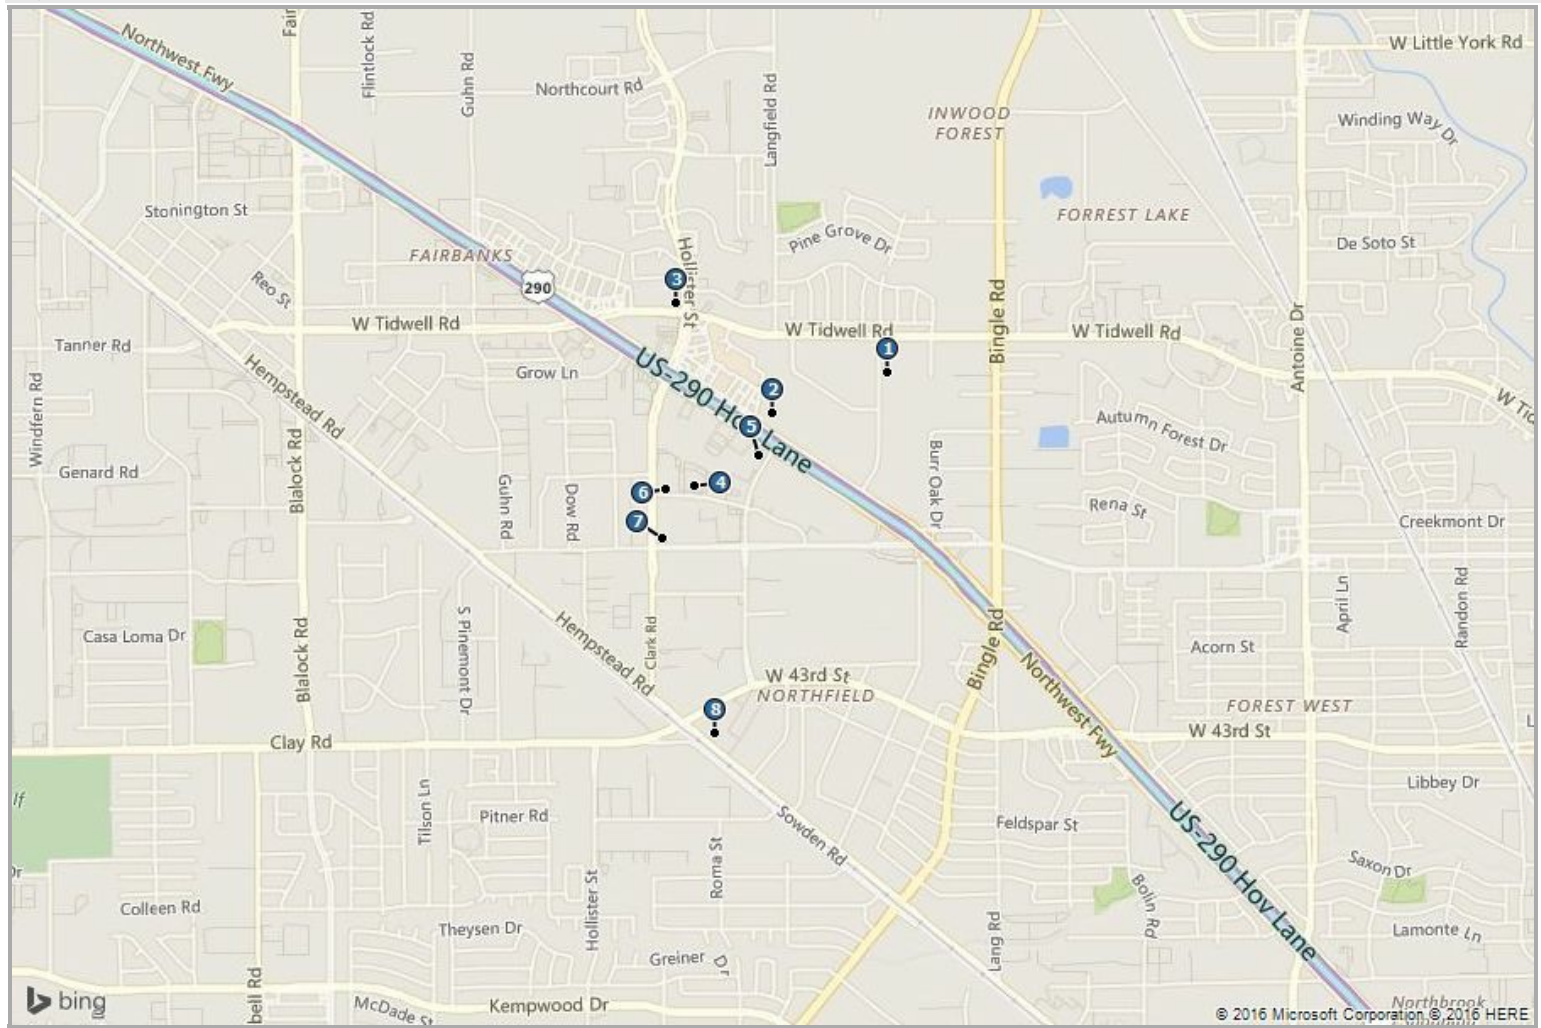 Northwest Fwy
Flintlock Rd
Guhn Rd
Northcourt Rd
Langfield Rd
INWOOD
FOREST
W Little York Rd
Winding Way Dr
Stonington St
FAIRBANKS
290
Reo St
Hollister St
3
Pine Grove Dr
FORREST LAKE
De Soto St
Tanner Rd
W Tidwell Rd
W Tidwell Rd
Bingle Rd
W Tidwell Rd
Antoine Dr
1
Windfern Rd
Hempstead Rd
Grow Ln
US-290 Hov Lane
2
5
Autumn Forest Dr
Genard Rd
Blalock Rd
Guhn Rd
Dow Rd
6
4
7
Burr Oak Dr
Rena St
Creekmont Dr
Casa Loma Dr
Blalock Rd
S Pinemont Dr
Hempstead Rd
Clark Rd
W 43rd St
NORTHFIELD
Bingle Rd
Northwest Fwy
April Ln
Randon Rd
Acorn St
FOREST WEST
8
Clay Rd
W 43rd St
Libbey Dr
Tilson Ln
Pitner Rd
Sowden Rd
Roma St
Feldspar St
US-290 Hov Lane
Saxon Dr
Colleen Rd
Theysen Dr
Hollister St
Greiner Dr
Lang Rd
Bolin Rd
Lamonte Ln
bing
bell Rd
McDade St
Kempwood Dr
Northbrook
© 2016 Microsoft Corporation © 2016 HERE